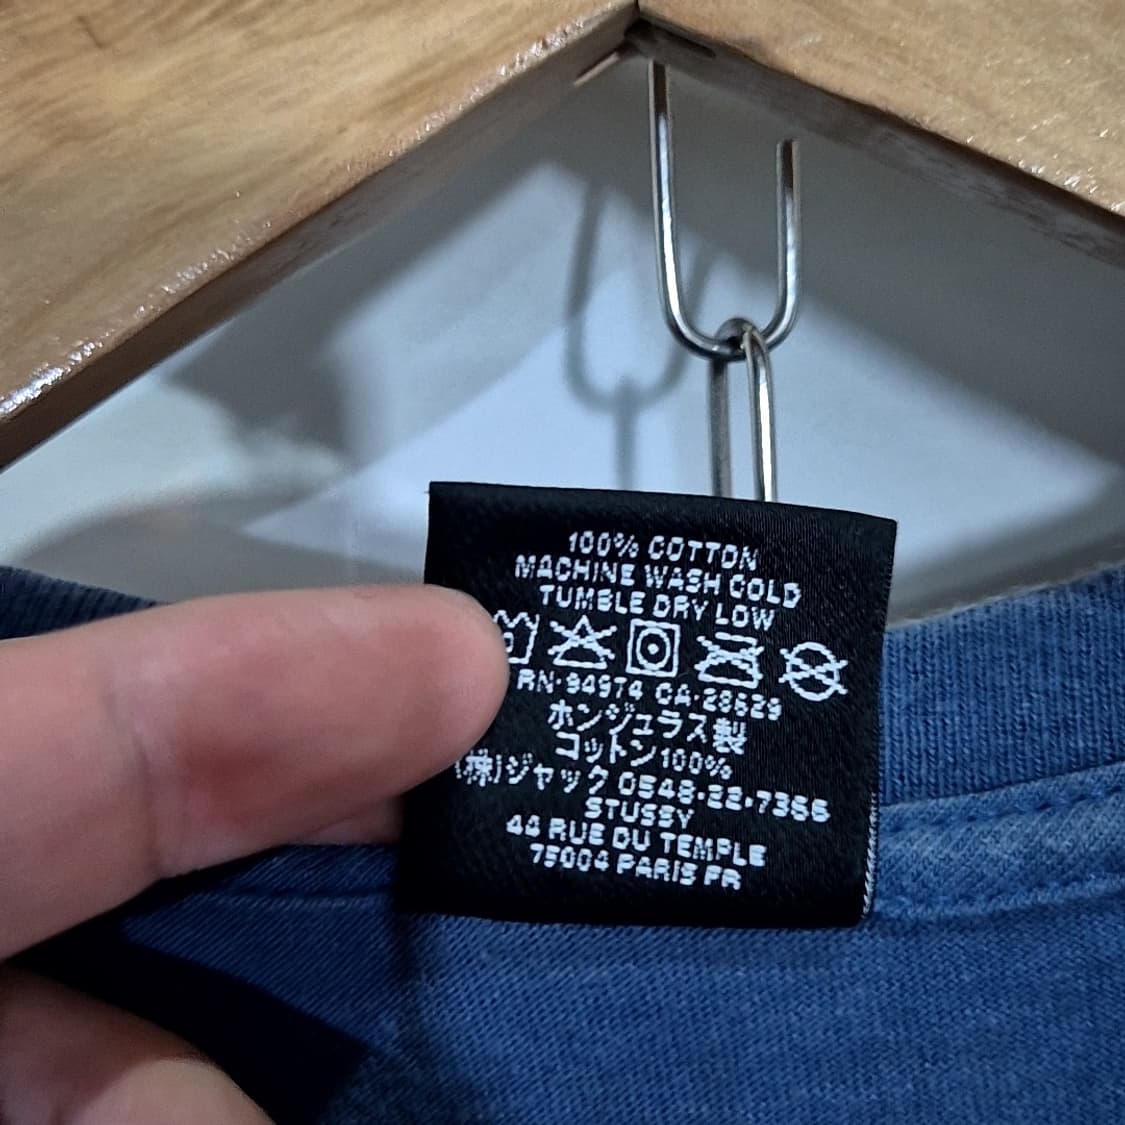 100% COTTON
MACHINE WASH COLD
TUMBLE DRY LOW
RN·94974 CA·28629
ホンジュラス製
コットン100%
(株)ジャック 0548·22·7366
STUSSY
44 RUE DU TEMPLE
75004 PARIS FR